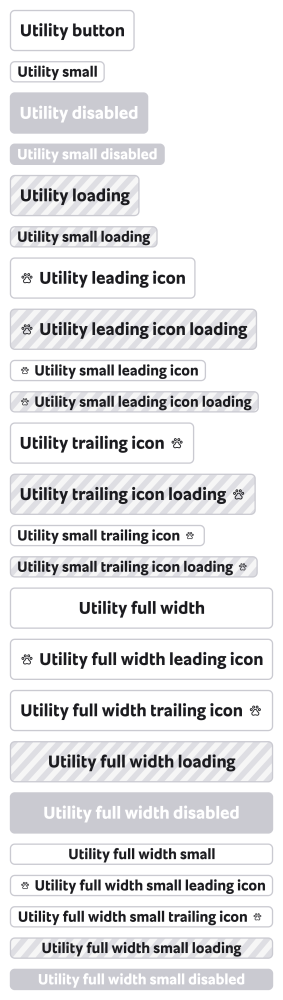 Utility button
Utility small
Utility disabled
Utility small disabled
Utility loading
Utility small loading
Utility leading icon
Utility leading icon loading
Utility small leading icon
Utility small leading icon loading
Utility trailing icon
Utility trailing icon loading
Utility small trailing icon
Utility small trailing icon loading
Utility full width
Utility full width leading icon
Utility full width trailing icon
Utility full width loading
Utility full width disabled
Utility full width small
Utility full width small leading icon
Utility full width small trailing icon
Utility full width small loading
Utility full width small disabled